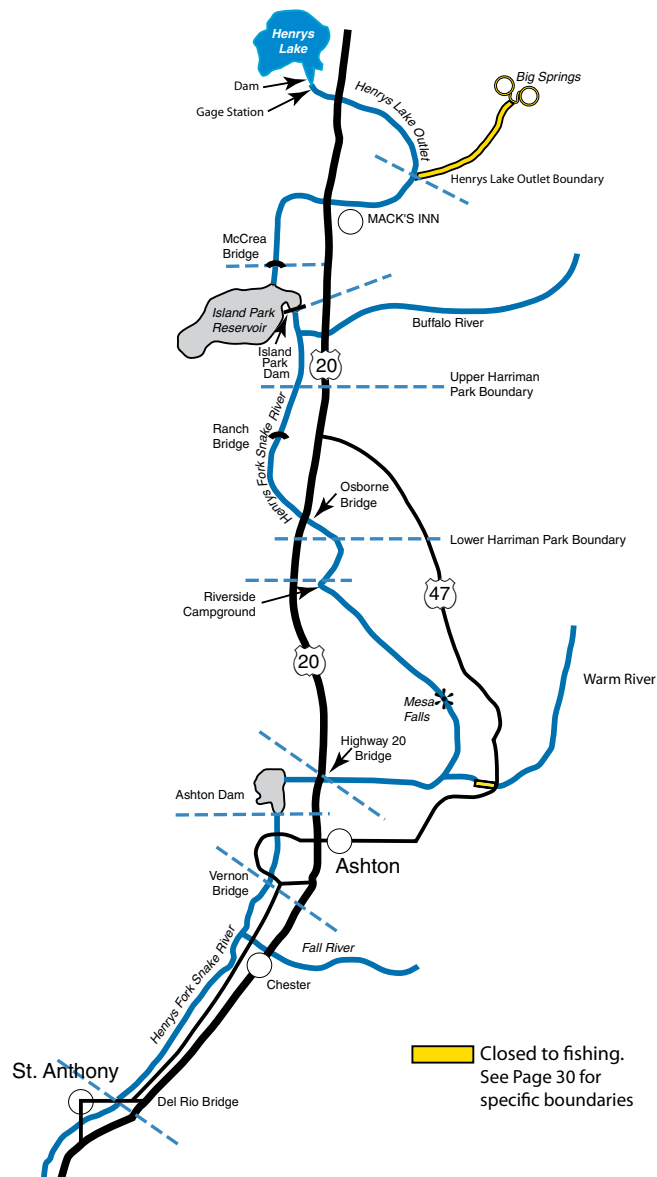 Henrys
Lake
Big Springs
Dam
Gage Station
Henrys Lake Outlet
Henrys Lake Outlet Boundary
MACK'S INN
McCrea
Bridge
Island Park
Reservoir
Buffalo River
Island
Park
Dam
20
Upper Harriman
Park Boundary
Ranch
Bridge
Henrys Fork Snake River
Osborne
Bridge
Lower Harriman Park Boundary
Riverside
Campground
47
20
Warm River
Mesa
Falls
Highway 20
Bridge
Ashton Dam
Ashton
Vernon
Bridge
Fall River
Henrys Fork Snake River
Chester
Closed to fishing.
See Page 30 for
specific boundaries
St. Anthony
Del Rio Bridge